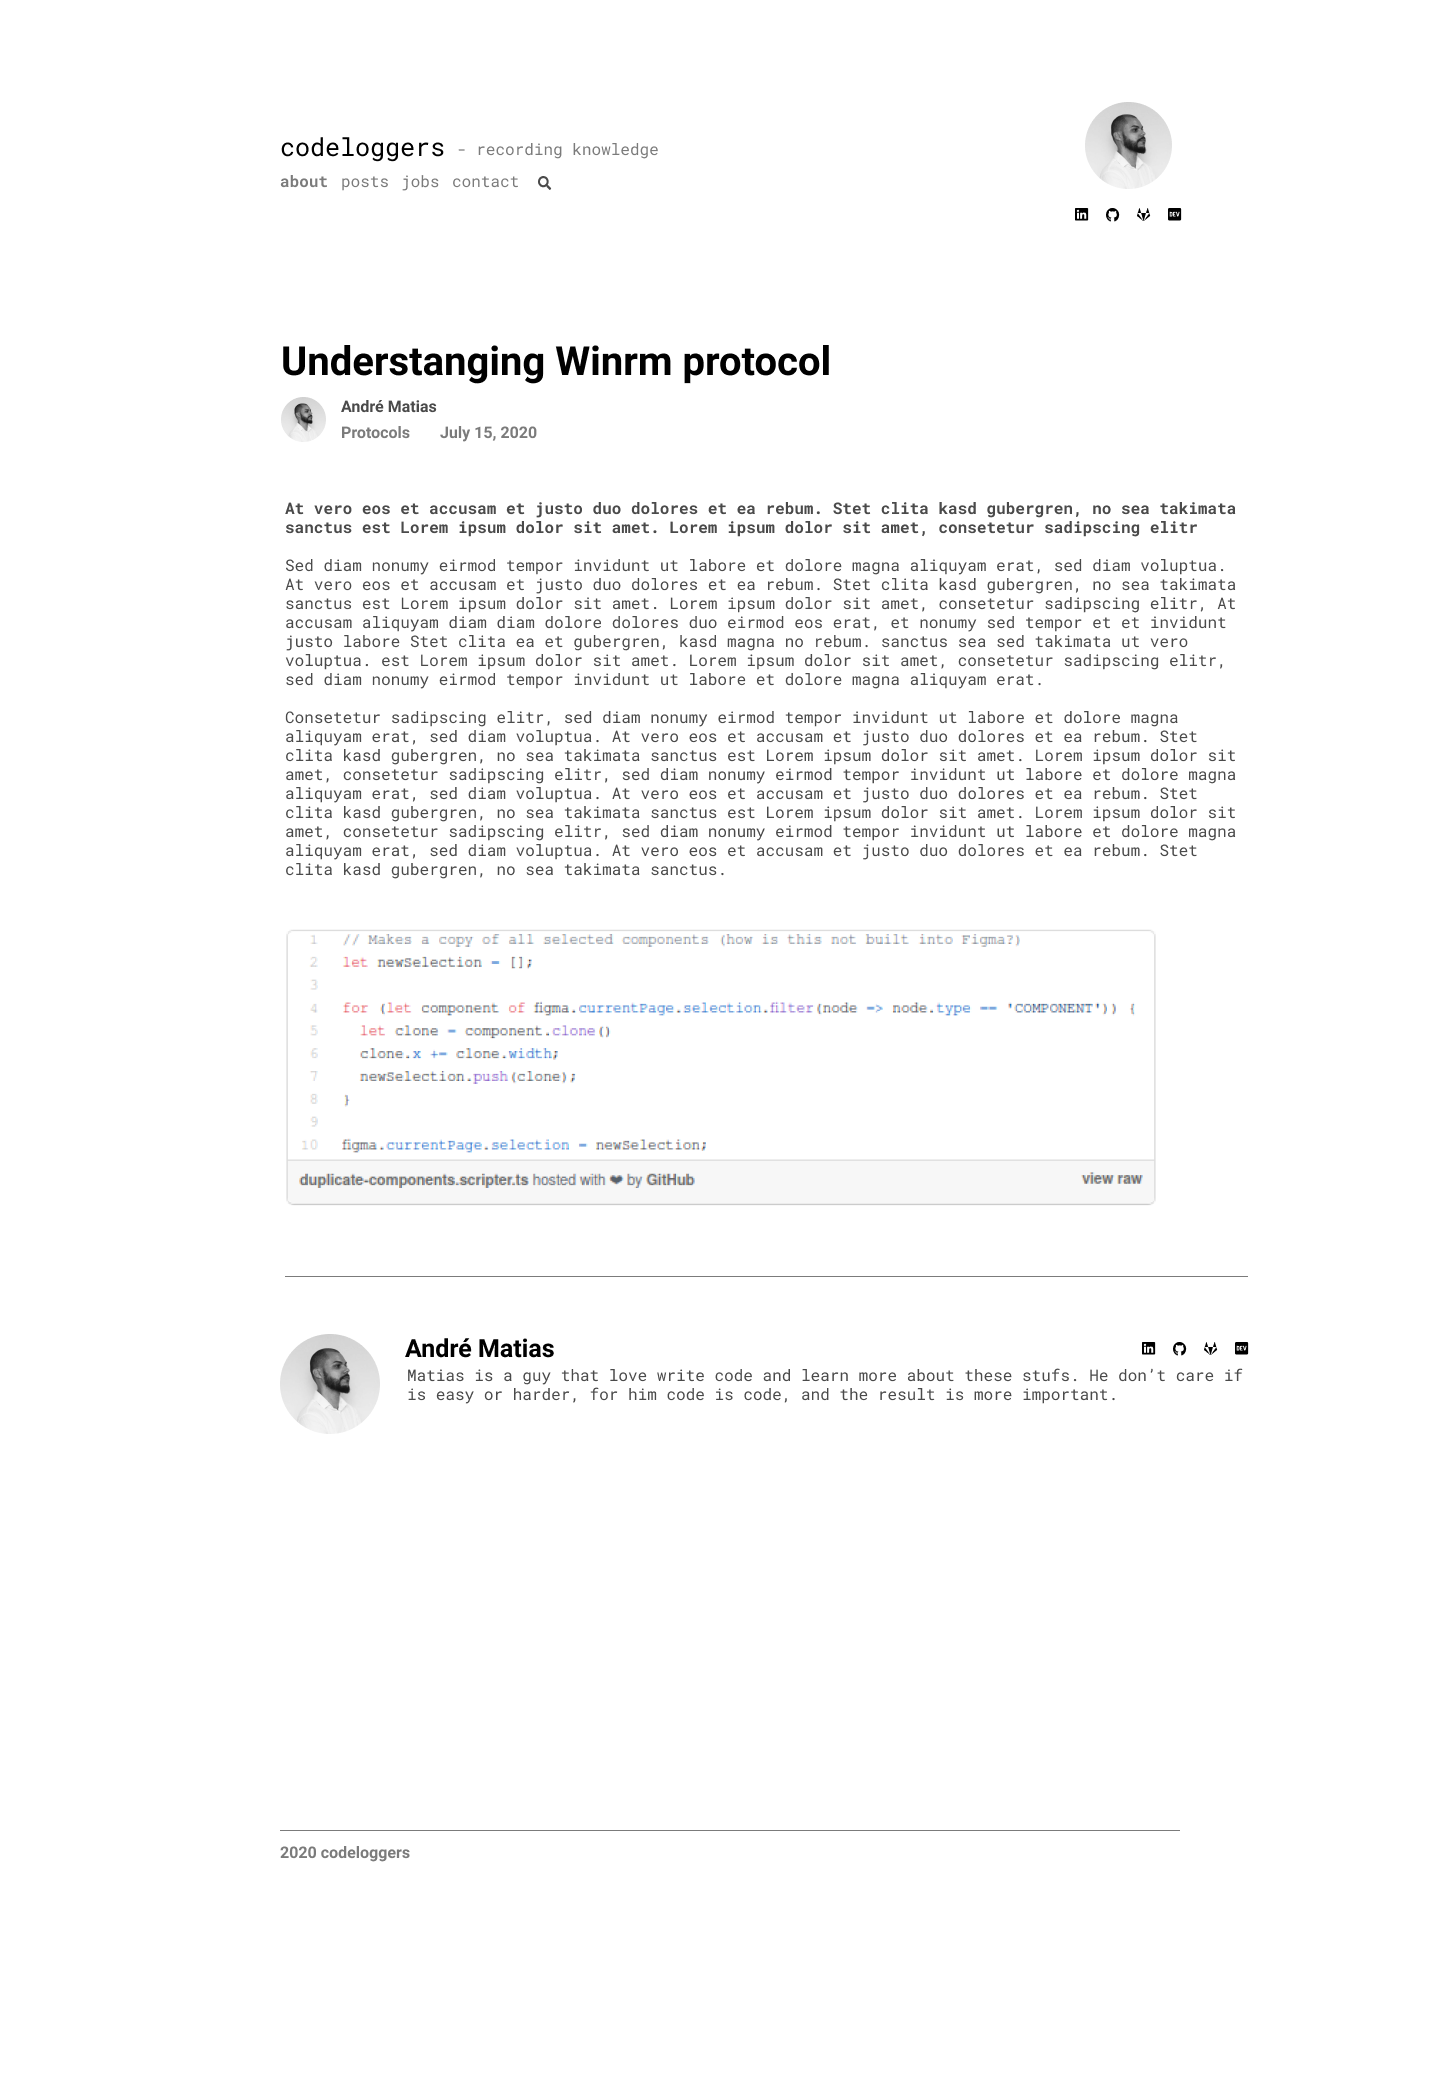 codeloggers - recording knowledge
about posts jobs contact
Understanging Winrm protocol
André Matias
Protocols July 15, 2020
At vero eos et accusam et justo duo dolores et ea rebum. Stet clita kasd gubergren, no sea takimata
sanctus est Lorem ipsum dolor sit amet. Lorem ipsum dolor sit amet, consetetur sadipscing elitr
Sed diam nonumy eirmod tempor invidunt ut labore et dolore magna aliquyam erat, sed diam voluptua.
At vero eos et accusam et justo duo dolores et ea rebum. Stet clita kasd gubergren, no sea takimata
sanctus est Lorem ipsum dolor sit amet. Lorem ipsum dolor sit amet, consetetur sadipscing elitr, At
accusam aliquyam diam diam dolore dolores duo eirmod eos erat, et nonumy sed tempor et et invidunt
justo labore Stet clita ea et gubergren, kasd magna no rebum. sanctus sea sed takimata ut vero
voluptua. est Lorem ipsum dolor sit amet. Lorem ipsum dolor sit amet, consetetur sadipscing elitr,
sed diam nonumy eirmod tempor invidunt ut labore et dolore magna aliquyam erat.
Consetetur sadipscing elitr, sed diam nonumy eirmod tempor invidunt ut labore et dolore magna
aliquyam erat, sed diam voluptua. At vero eos et accusam et justo duo dolores et ea rebum. Stet
clita kasd gubergren, no sea takimata sanctus est Lorem ipsum dolor sit amet. Lorem ipsum dolor sit
amet, consetetur sadipscing elitr, sed diam nonumy eirmod tempor invidunt ut labore et dolore magna
aliquyam erat, sed diam voluptua. At vero eos et accusam et justo duo dolores et ea rebum. Stet
clita kasd gubergren, no sea takimata sanctus est Lorem ipsum dolor sit amet. Lorem ipsum dolor sit
amet, consetetur sadipscing elitr, sed diam nonumy eirmod tempor invidunt ut labore et dolore magna
aliquyam erat, sed diam voluptua. At vero eos et accusam et justo duo dolores et ea rebum. Stet
clita kasd gubergren, no sea takimata sanctus.
1 // Makes a copy of all selected components (how is this not built into Figma?)
2 let newSelection = [];
3
4 for (let component of figma.currentPage.selection.filter(node => node.type == 'COMPONENT')) {
5 let clone = component.clone()
6 clone.x += clone.width;
7 newSelection.push(clone);
8 }
9
10 figma.currentPage.selection = newSelection;
duplicate-components.scripter.ts hosted with ❤ by GitHub view raw
André Matias
Matias is a guy that love write code and learn more about these stufs. He don’t care if
is easy or harder, for him code is code, and the result is more important.
2020 codeloggers